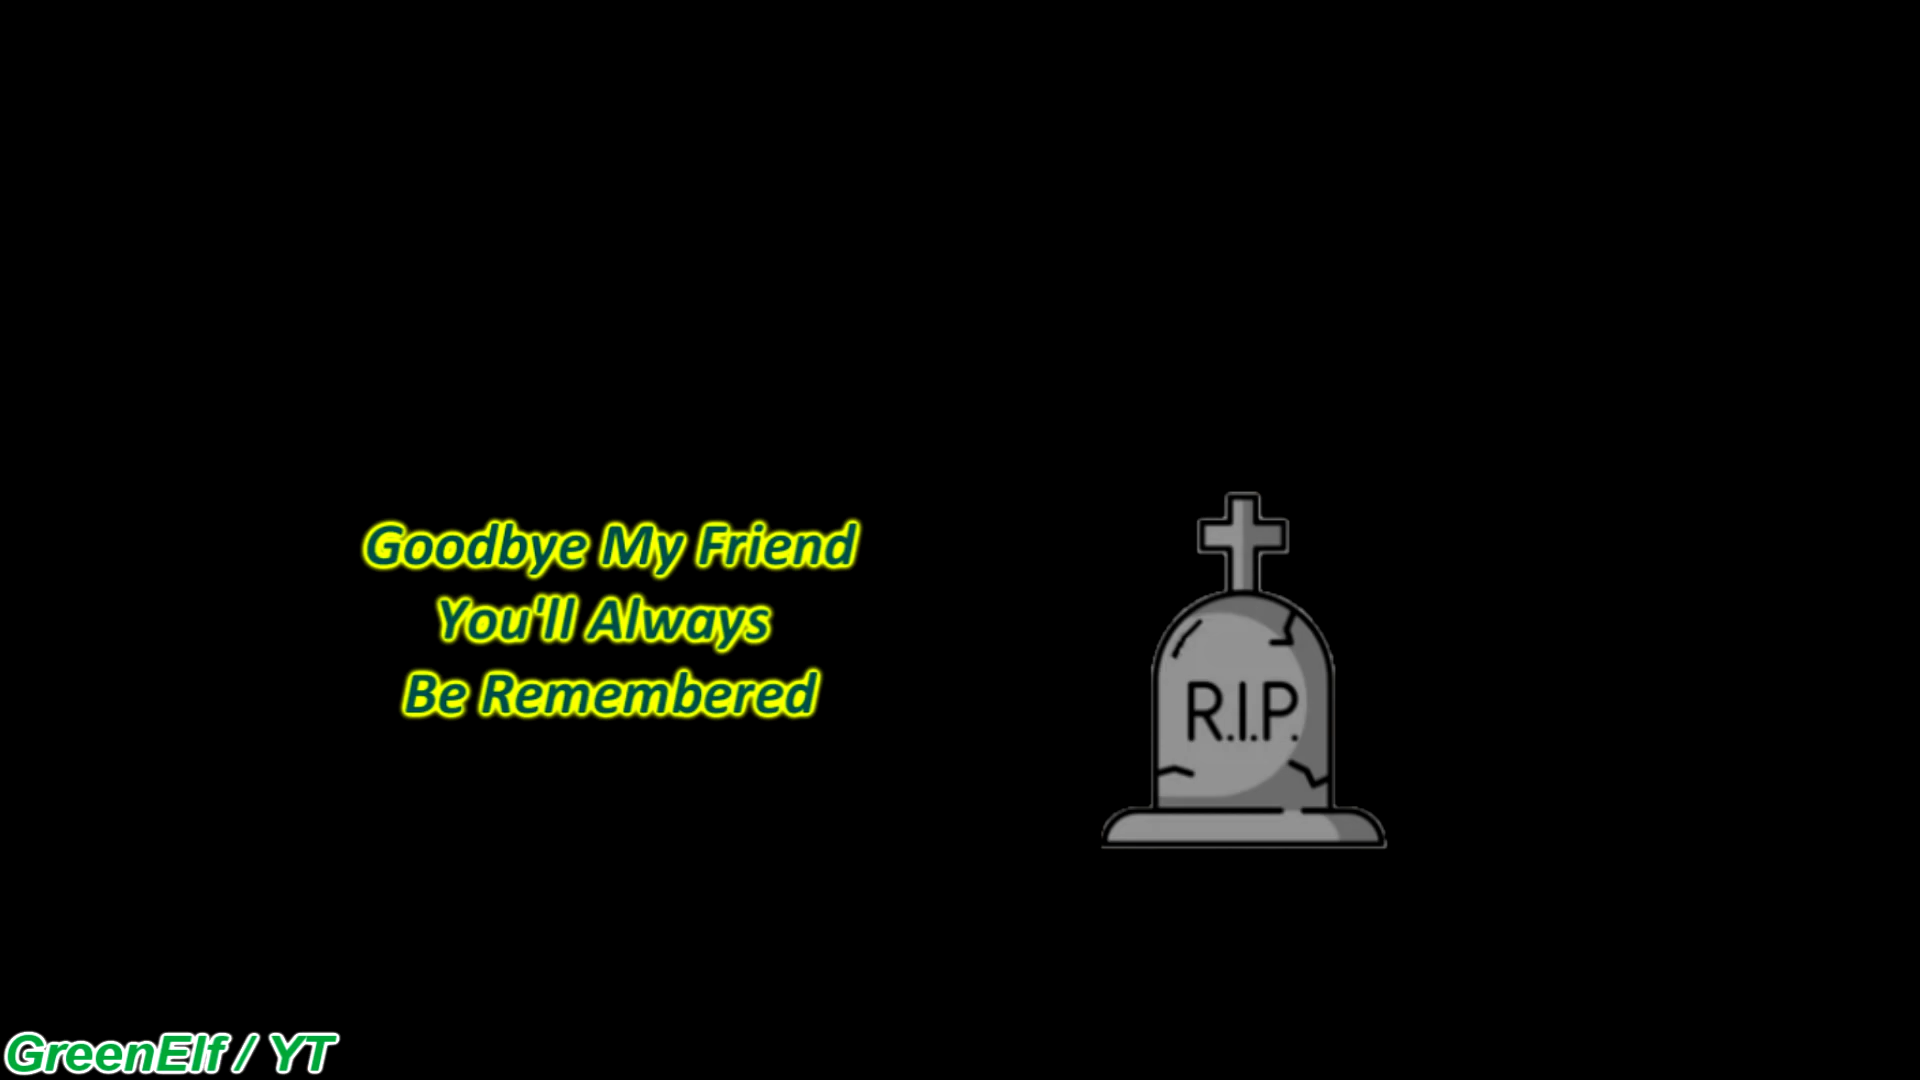 Goodbye My Friend
You'll Always
Be Remembered
R.I.P.
GreenElf / YT